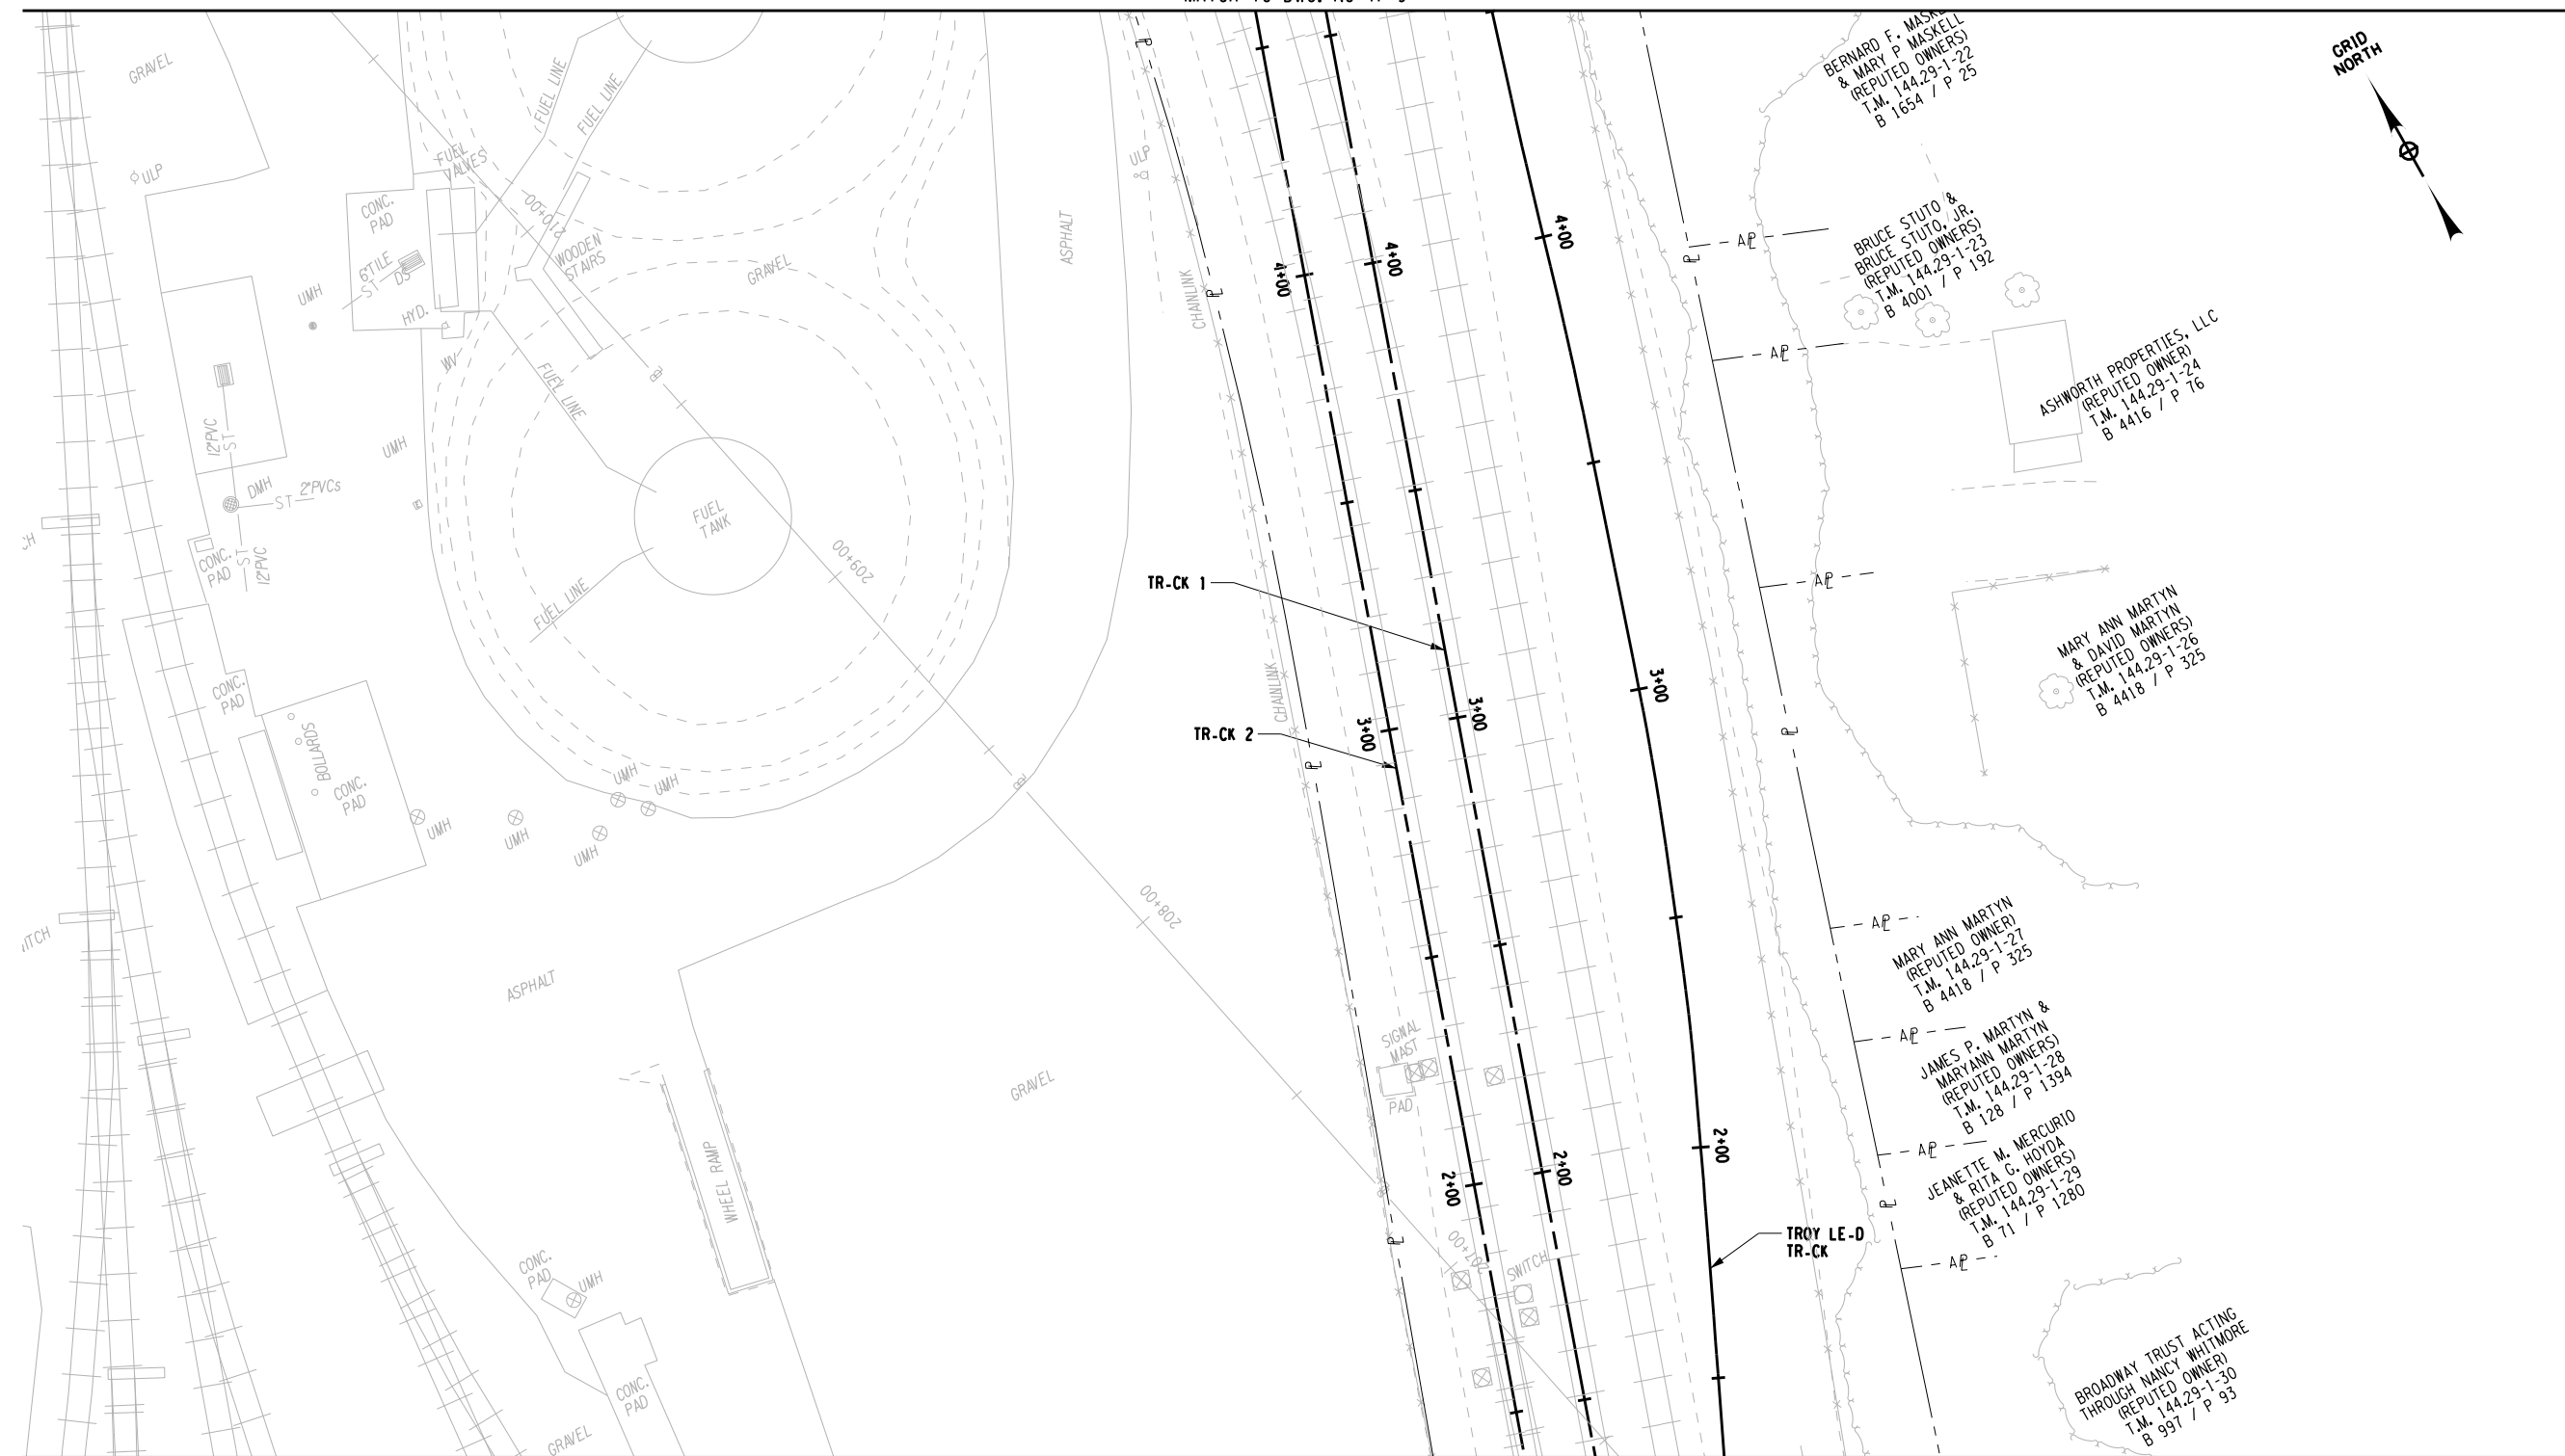 GRID
NORTH
BERNARD F.
& MARY P MASKELL
(REPUTED OWNERS)
T.M. 144.29-1-22
B 1654 / P 25
BRUCE STUTO &
BRUCE STUTO, JR.
(REPUTED OWNERS)
T.M. 144.29-1-23
B 4001 / P 192
ASHWORTH PROPERTIES, LLC
(REPUTED OWNER)
T.M. 144.29-1-24
B 4416 / P 76
MARY ANN MARTYN
& DAVID MARTYN
(REPUTED OWNERS)
T.M. 144.29-1-26
B 4418 / P 325
MARY ANN MARTYN
(REPUTED OWNER)
T.M. 144.29-1-27
B 4418 / P 325
JAMES P. MARTYN &
MARYANN MARTYN
(REPUTED OWNERS)
T.M. 144.29-1-28
B 128 / P 1394
JEANETTE M. MERCURIO
& RITA G. HOYDA
(REPUTED OWNERS)
T.M. 144.29-1-29
B 71 / P 1280
BROADWAY TRUST ACTING
THROUGH NANCY WHITMORE
(REPUTED OWNER)
T.M. 144.29-1-30
B 997 / P 93
TR-CK 1
TR-CK 2
TROY LE-D
TR-CK
4+00
4+00
4+00
3+00
3+00
3+00
2+00
2+00
2+00
210+00
209+00
208+00
207+00
GRAVEL
ULP
FUEL LINE
FUEL LINE
FUEL
VALVES
CONC.
PAD
6"TILE
ST
DS
UMH
HYD.
WV
WOODEN
STAIRS
GRAVEL
ASPHALT
ULP
CHAINLINK
FUEL LINE
12"PVC
ST
UMH
DMH
ST
2"PVCs
ST
12"PVC
CONC.
PAD
FUEL
TANK
FUEL LINE
CONC.
PAD
BOLLARDS
CONC.
PAD
UMH
UMH
UMH
UMH
UMH
CHAINLINK
ASPHALT
GRAVEL
SIGNAL
MAST
PAD
WHEEL RAMP
SWITCH
CONC.
PAD
UMH
CONC.
PAD
GRAVEL